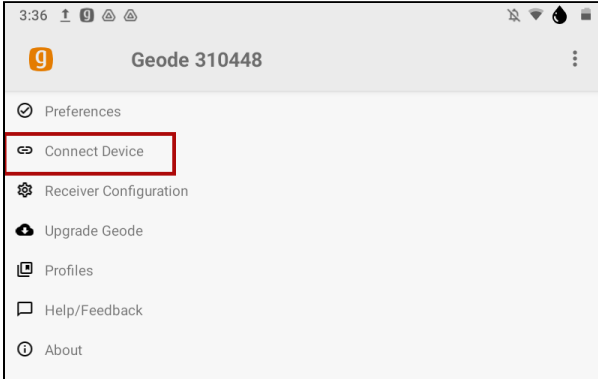 3:36
g
g Geode 310448
Preferences
Connect Device
Receiver Configuration
Upgrade Geode
Profiles
Help/Feedback
About